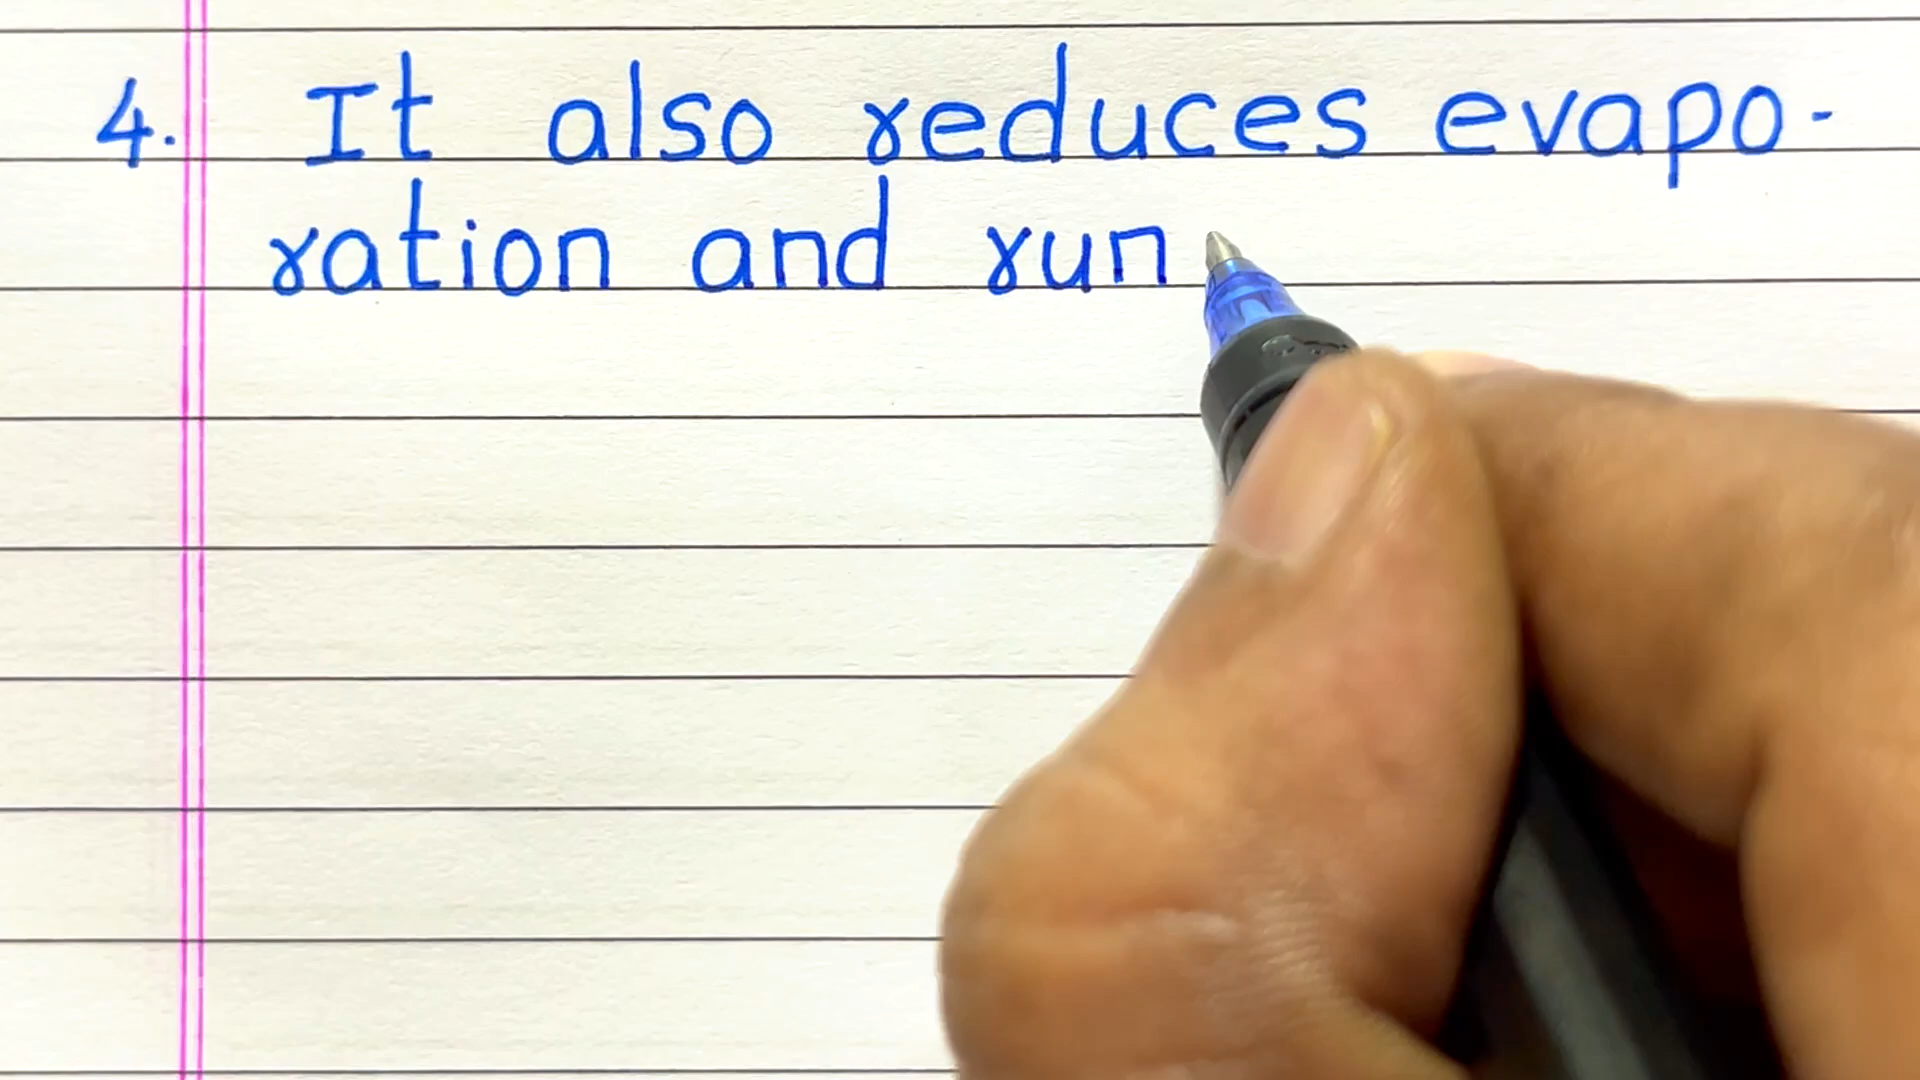 4. It also reduces evapo-
ration and run